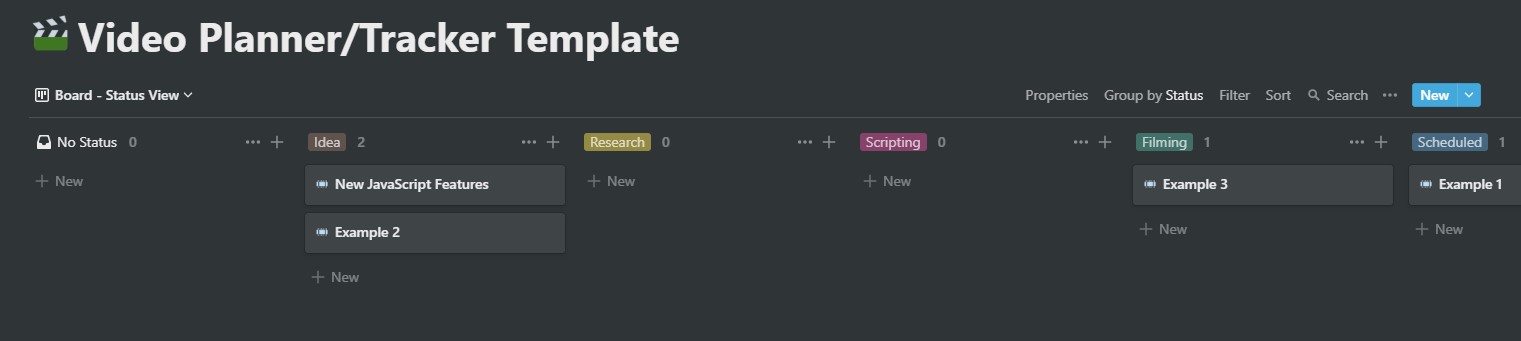 Video Planner/Tracker Template
Board - Status View
Properties Group by Status Filter Sort Search New
No Status 0 Idea 2 Research 0 Scripting 0 Filming 1 Scheduled 1
New New JavaScript Features New New Example 3 Example 1
Example 2 New New
New